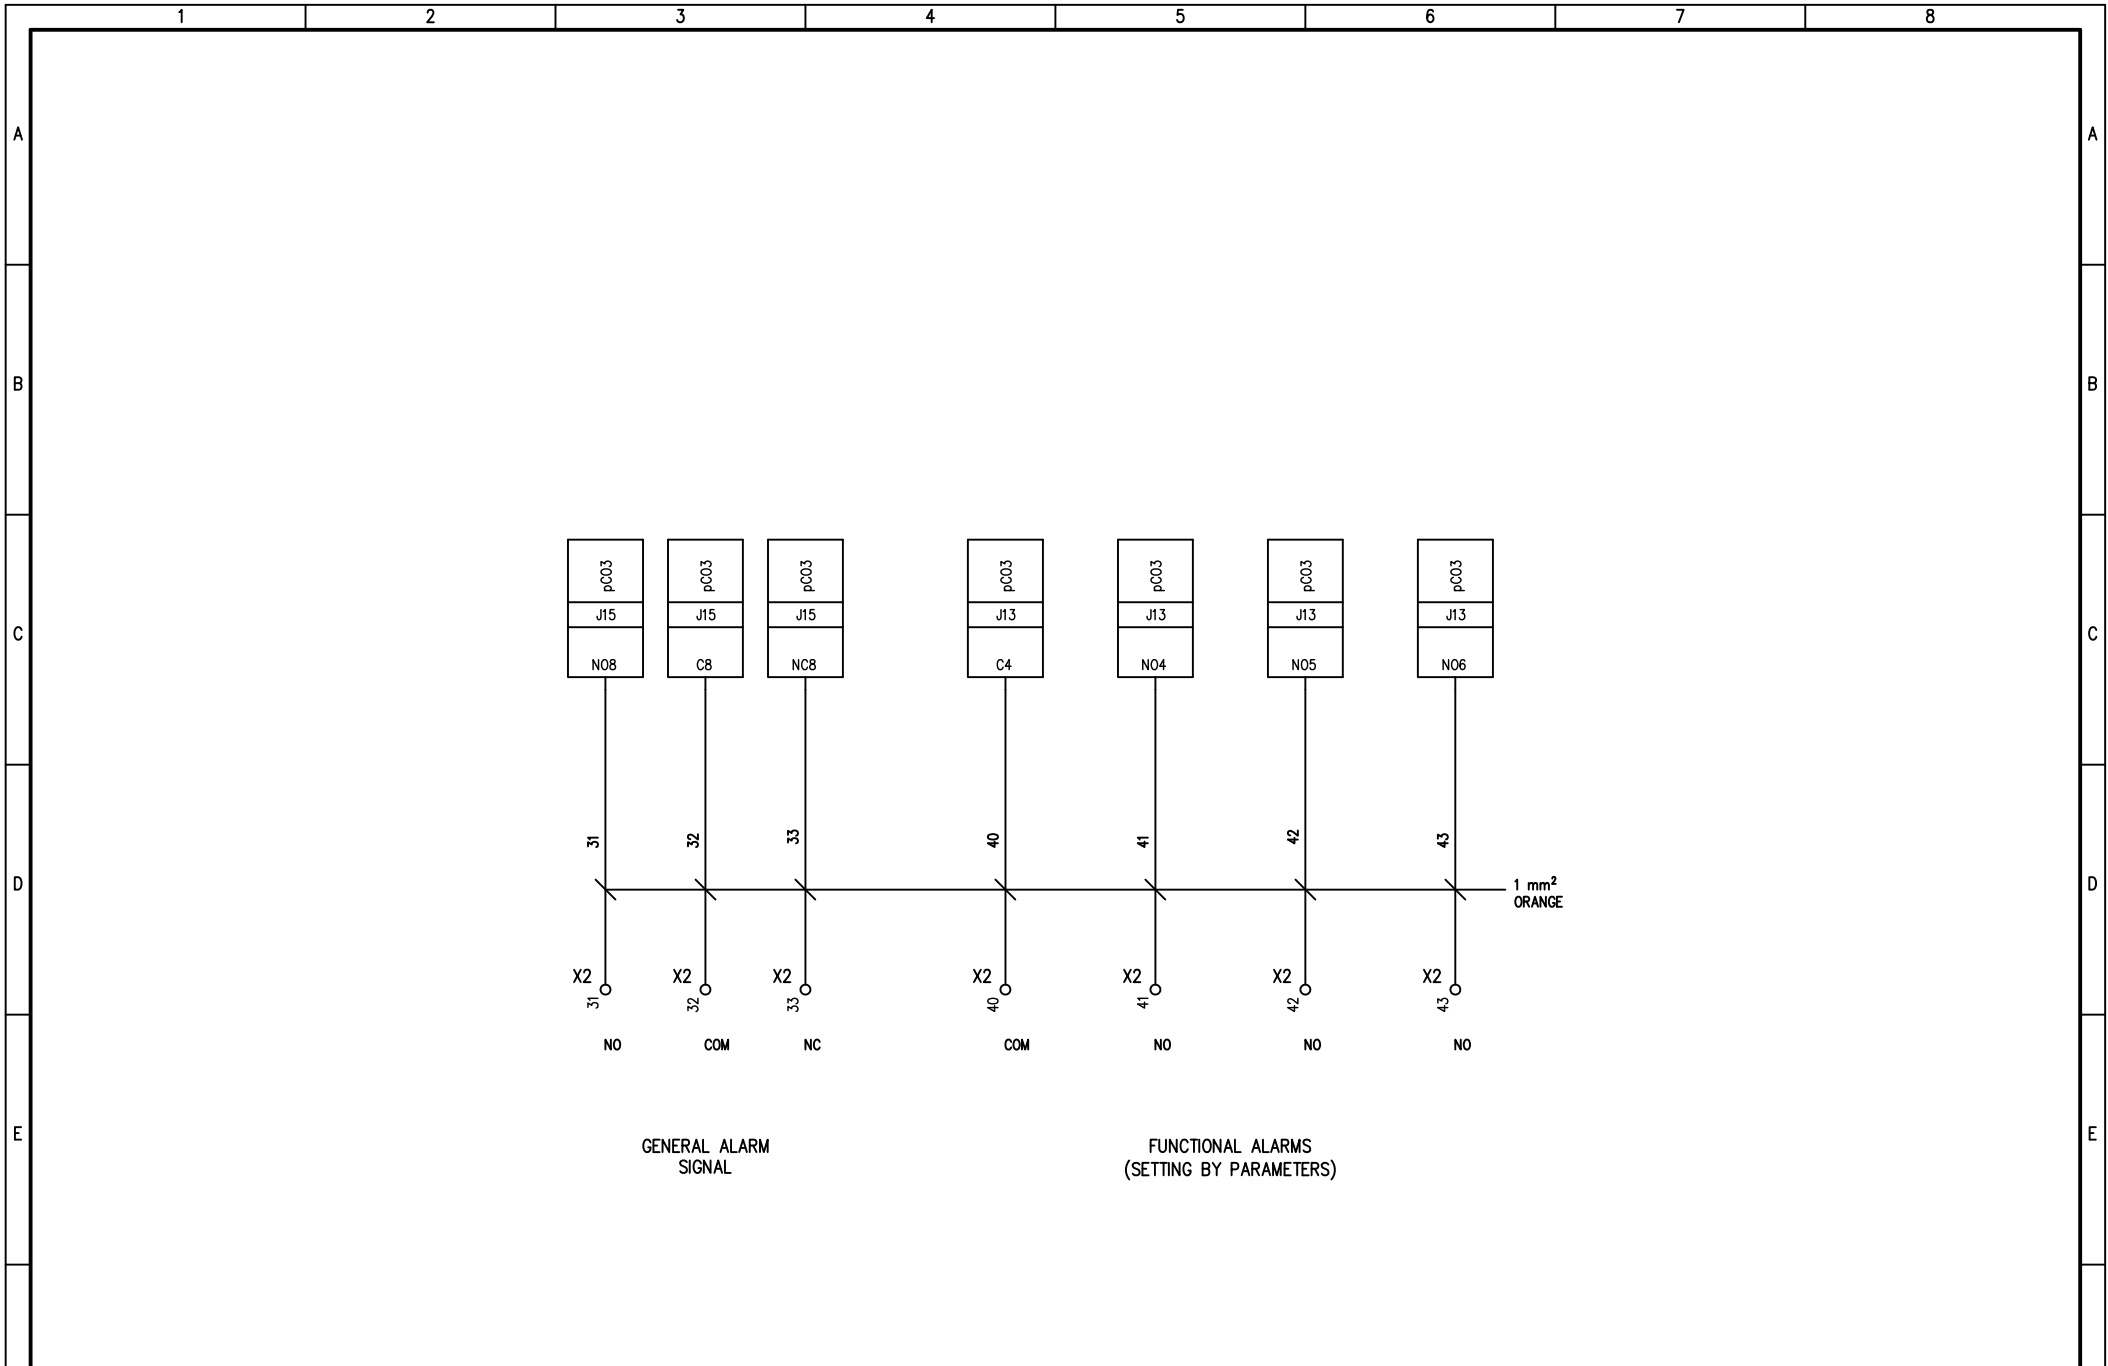 1 2 3 4 5 6 7 8
A A
B B
pCO3 pCO3 pCO3 pCO3 pCO3 pCO3 pCO3
J15 J15 J15 J13 J13 J13 J13
C C
NO8 C8 NC8 C4 NO4 NO5 NO6
31 32 33 40 41 42 43
D D
1 mm²
ORANGE
X2 X2 X2 X2 X2 X2 X2
31 32 33 40 41 42 43
NO COM NC COM NO NO NO
E E
GENERAL ALARM
SIGNAL
FUNCTIONAL ALARMS
(SETTING BY PARAMETERS)